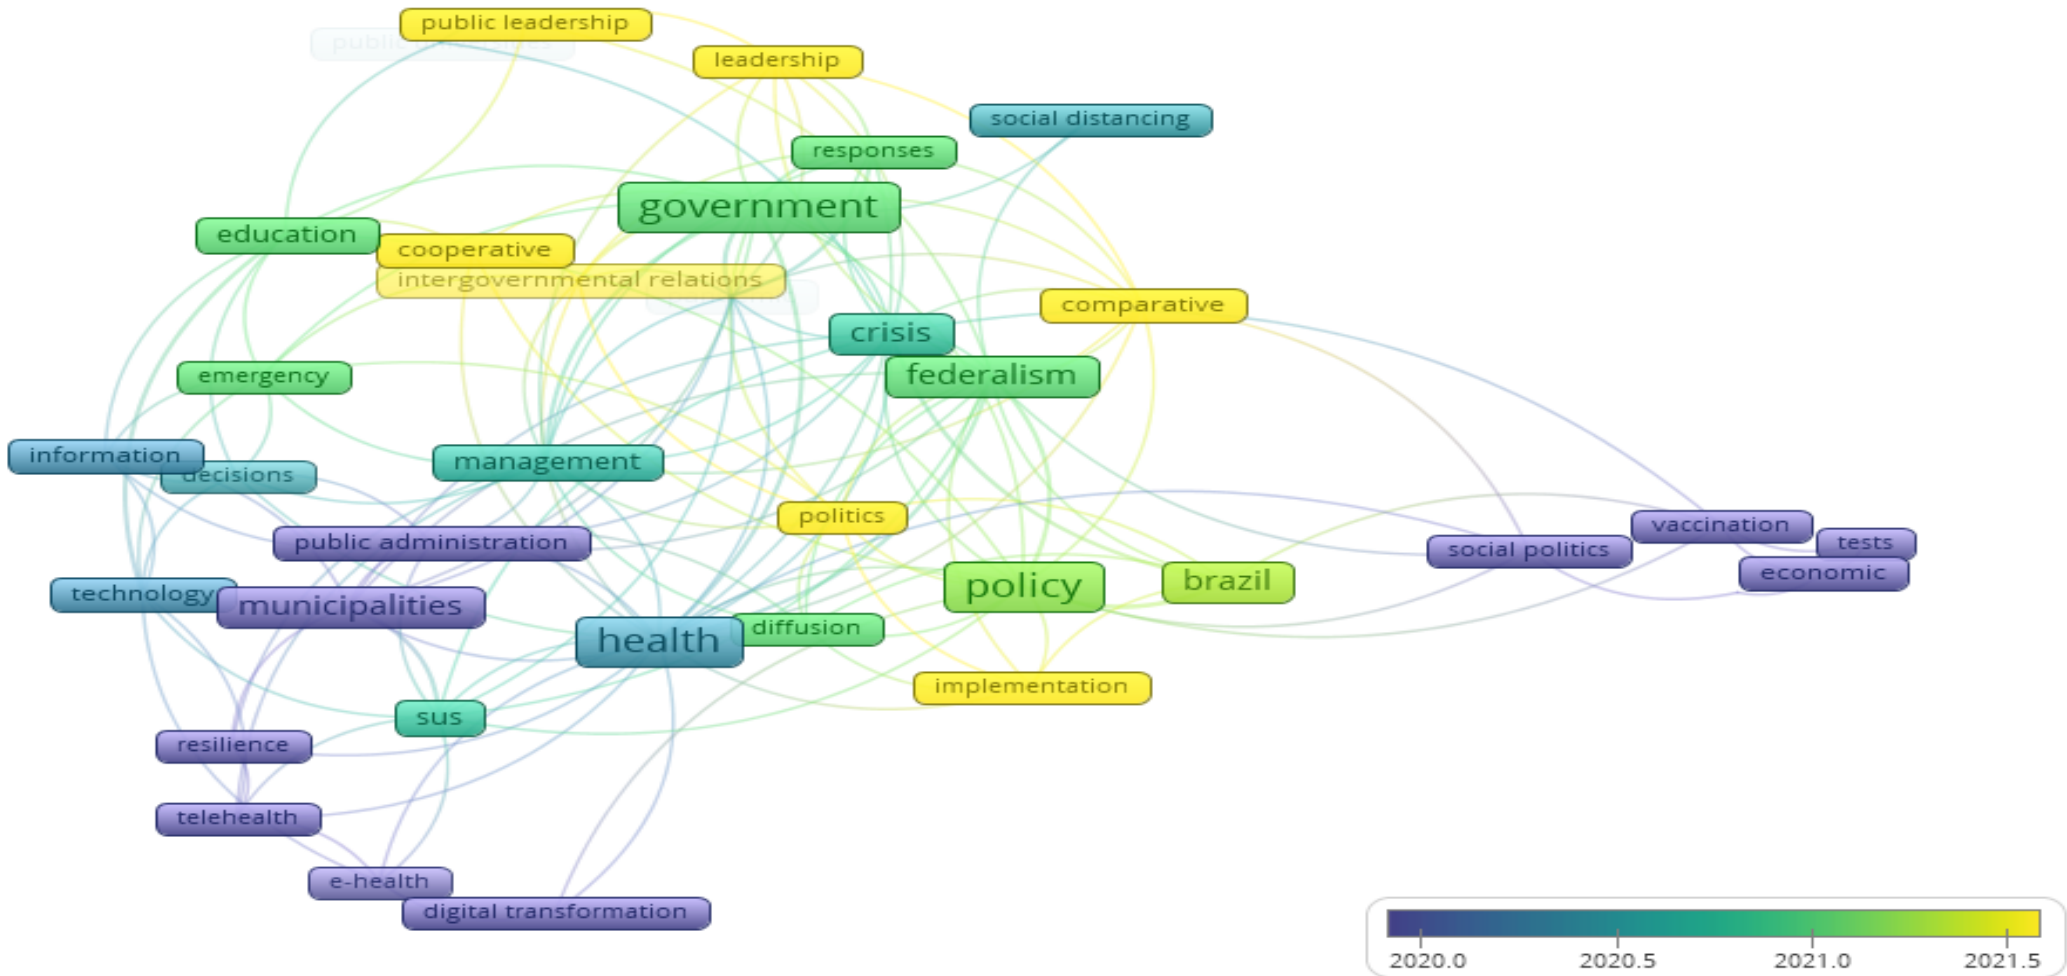 public leadership
public universities
leadership
social distancing
responses
government
education
cooperative
intergovernmental relations
comparative
crisis
federalism
emergency
information
decisions
management
politics
vaccination
public administration
social politics
tests
economic
technology
municipalities
policy
brazil
health
diffusion
implementation
sus
resilience
telehealth
e-health
digital transformation
2020.0 2020.5 2021.0 2021.5